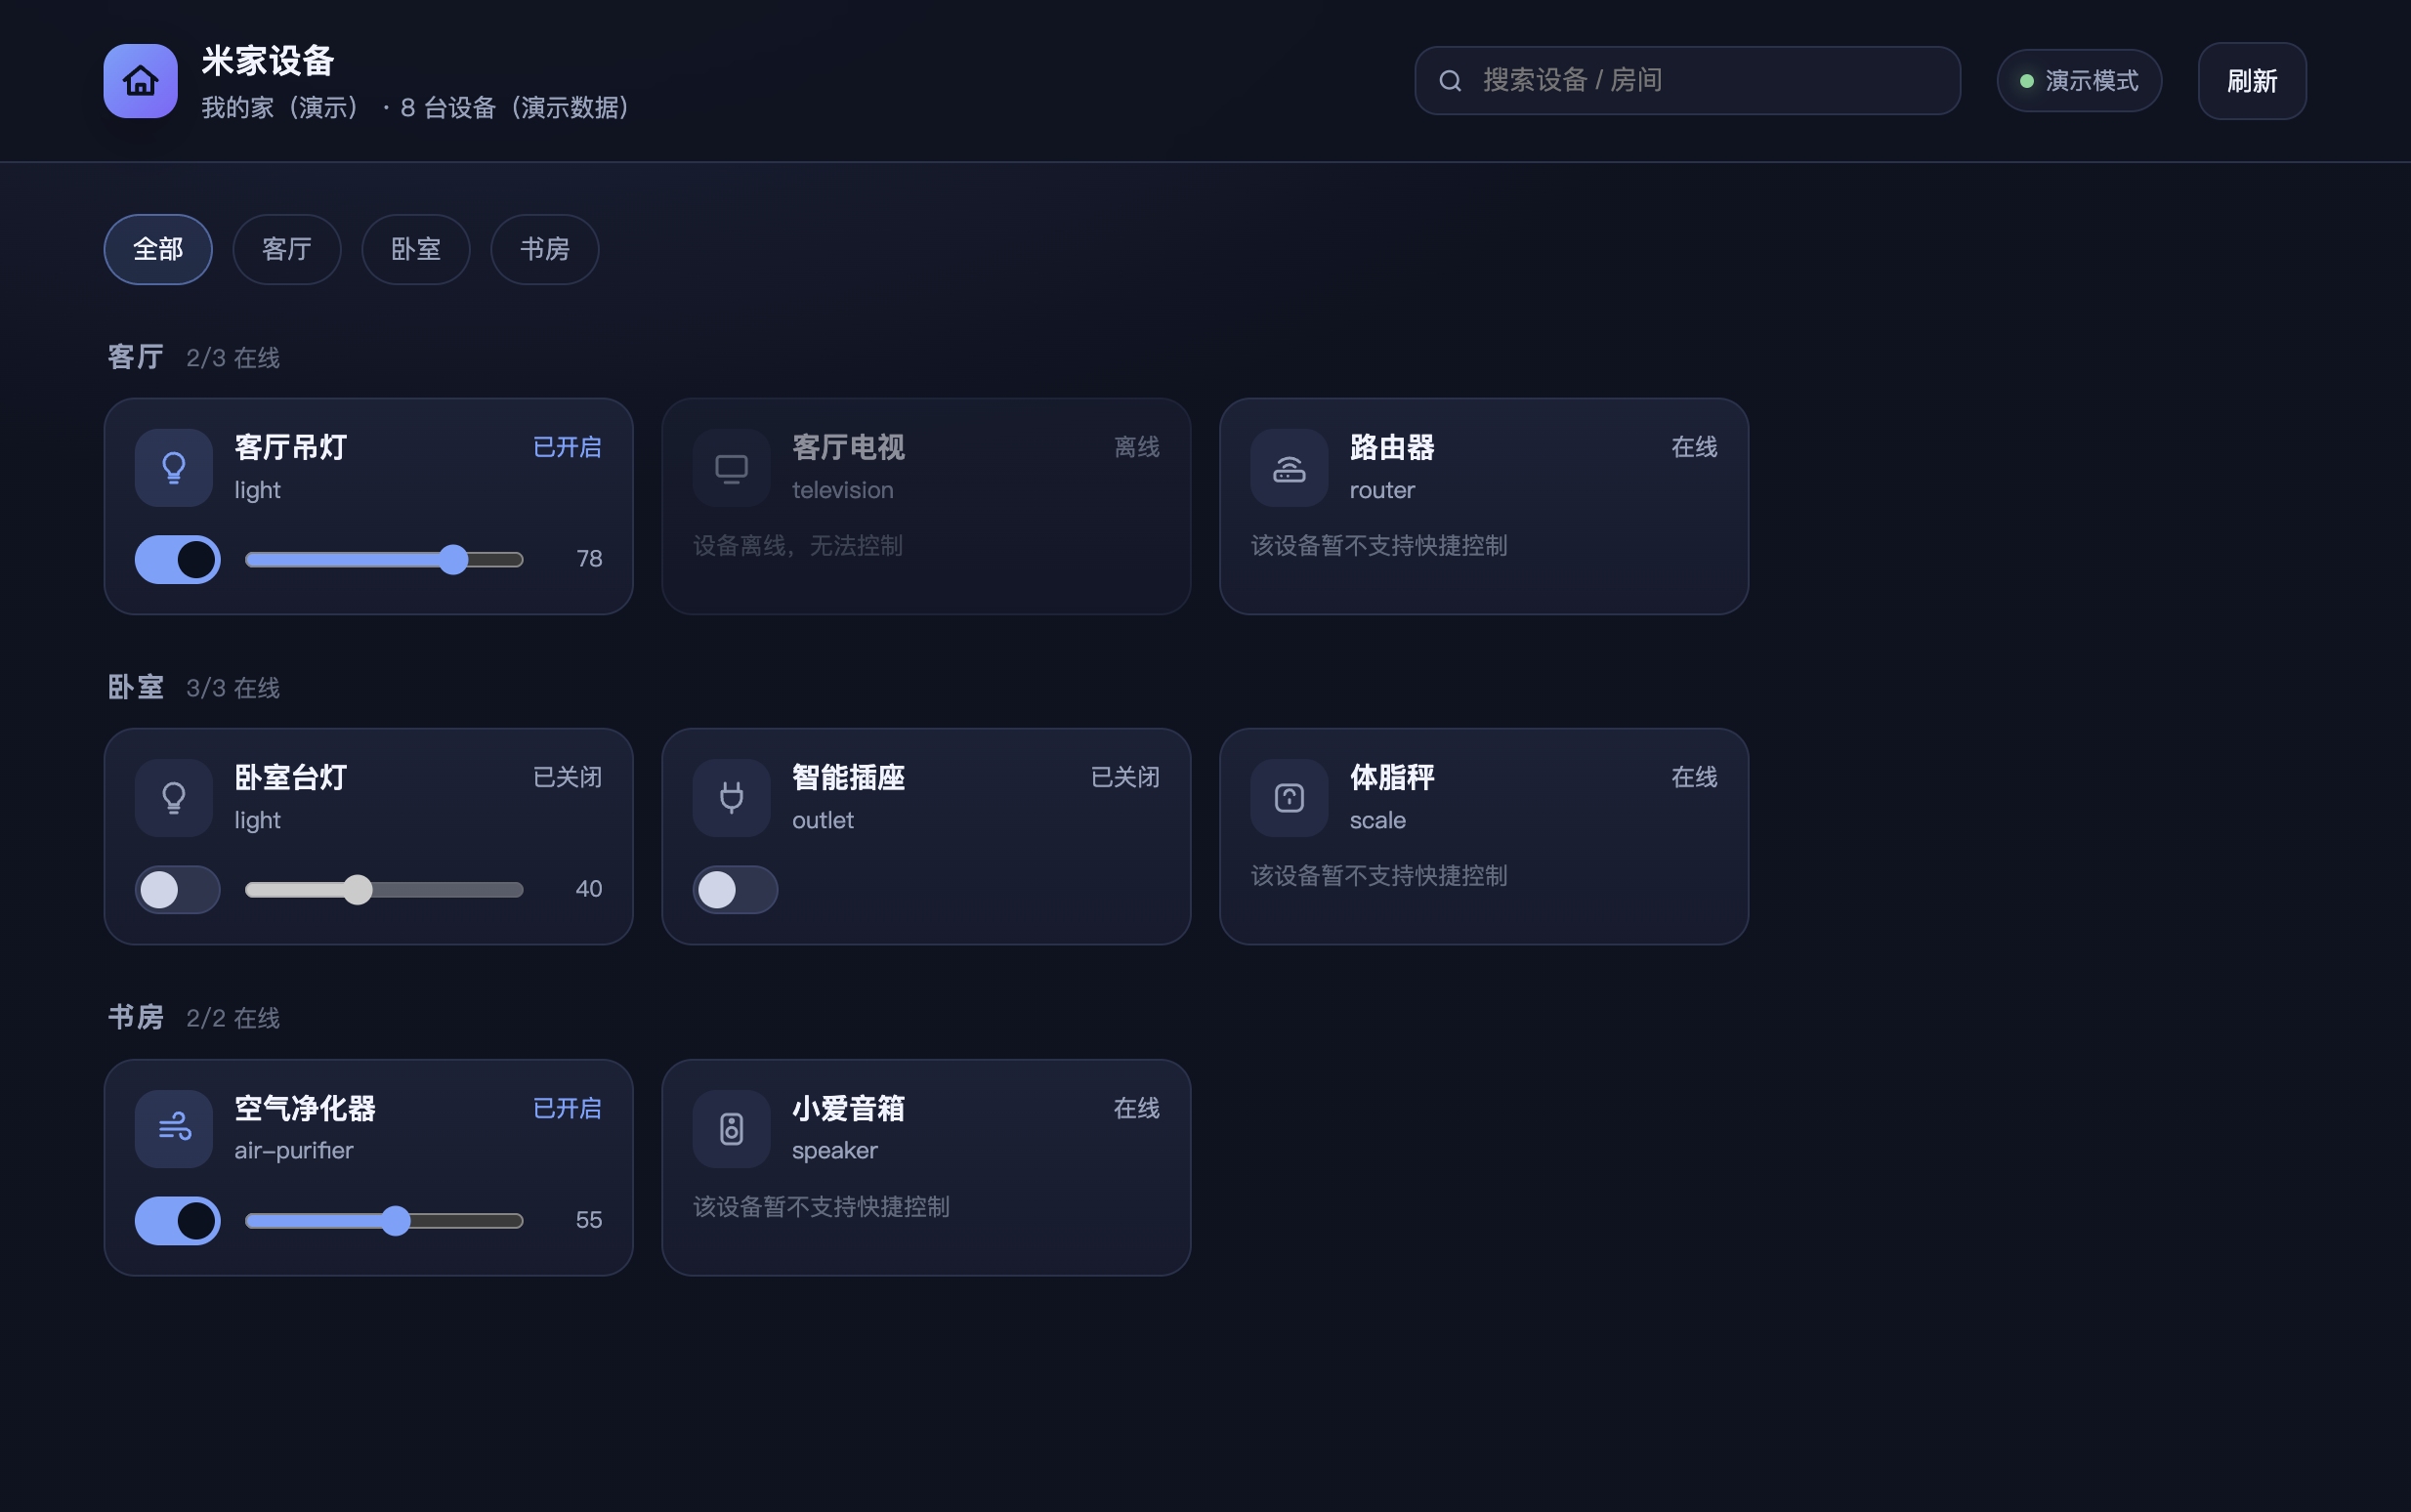 米家设备
我的家（演示） · 8 台设备（演示数据）
搜索设备 / 房间
演示模式
刷新
全部
客厅
卧室
书房
客厅 2/3 在线
客厅吊灯
已开启
light
78
客厅电视
离线
television
设备离线，无法控制
路由器
在线
router
该设备暂不支持快捷控制
卧室 3/3 在线
卧室台灯
已关闭
light
40
智能插座
已关闭
outlet
体脂秤
在线
scale
该设备暂不支持快捷控制
书房 2/2 在线
空气净化器
已开启
air-purifier
55
小爱音箱
在线
speaker
该设备暂不支持快捷控制